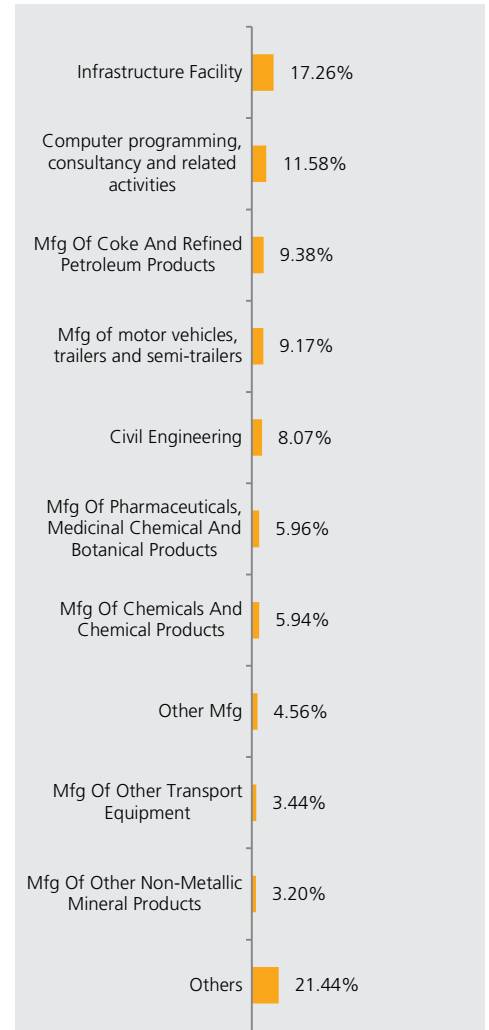 Infrastructure Facility 17.26%
Computer programming,
consultancy and related
activities
11.58%
Mfg Of Coke And Refined
Petroleum Products
9.38%
Mfg of motor vehicles,
trailers and semi-trailers
9.17%
Civil Engineering 8.07%
Mfg Of Pharmaceuticals,
Medicinal Chemical And
Botanical Products
5.96%
Mfg Of Chemicals And
Chemical Products
5.94%
Other Mfg 4.56%
Mfg Of Other Transport
Equipment
3.44%
Mfg Of Other Non-Metallic
Mineral Products
3.20%
Others 21.44%